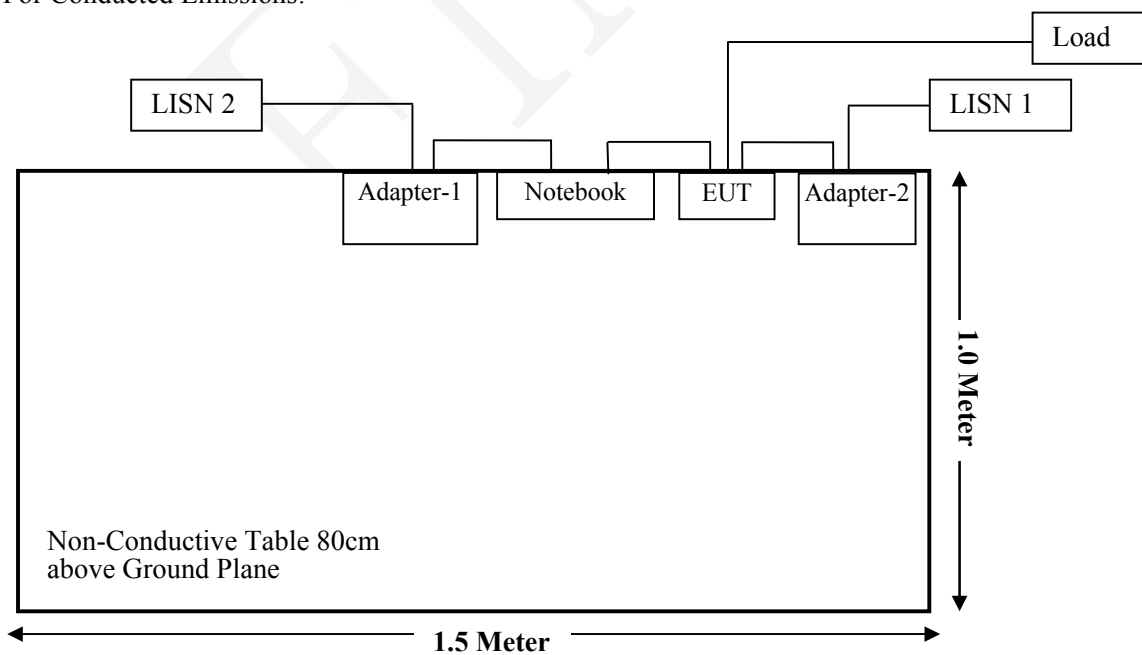 For Conducted Emissions:
Load
LISN 2
LISN 1
Adapter-1
Notebook
EUT
Adapter-2
1.0 Meter
Non-Conductive Table 80cm
above Ground Plane
1.5 Meter